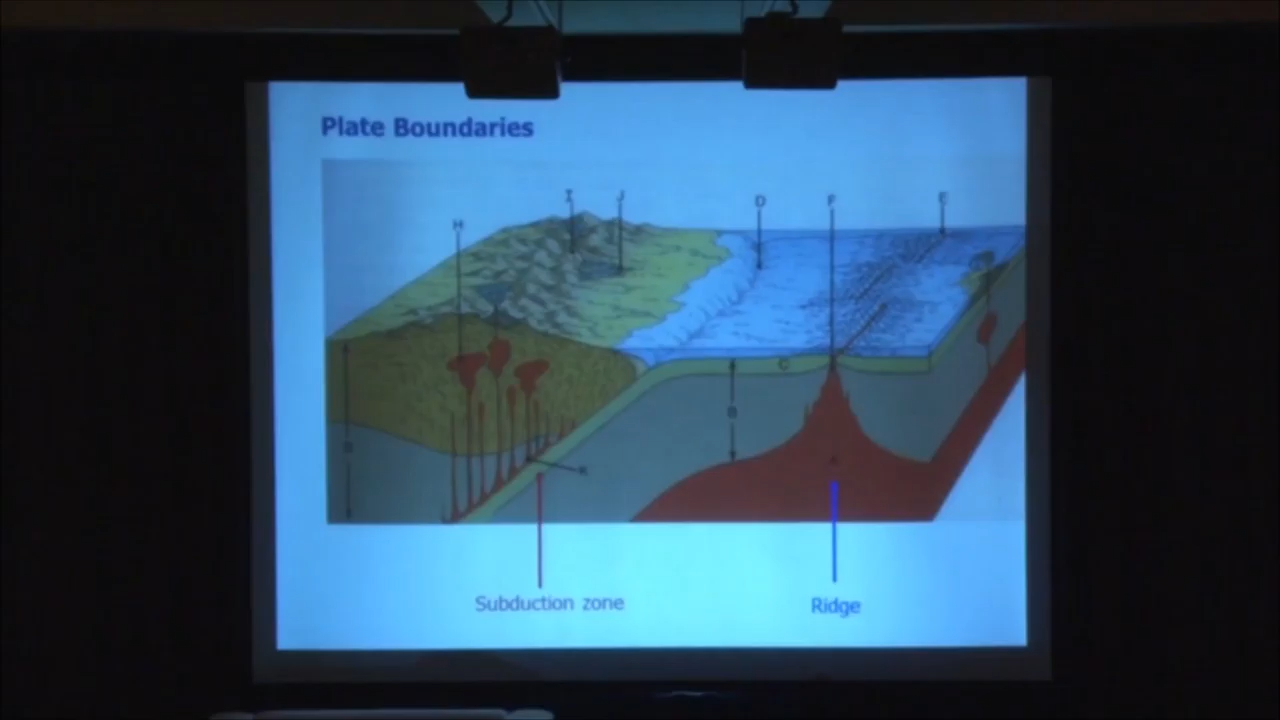 Plate Boundaries
I J
D F E
H
C
B
G
A
K
Subduction zone
Ridge